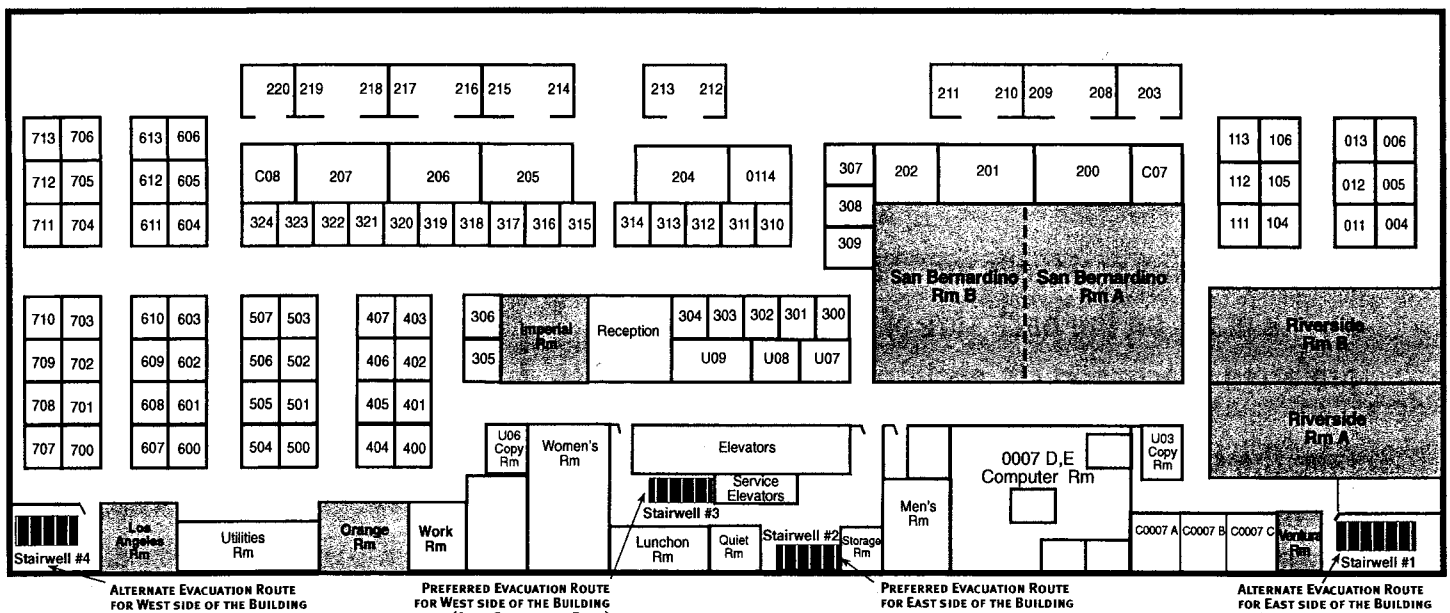 220 219 218 217 216 215 214 213 212 211 210 209 208 203
713 706 613 606 113 106 013 006
C08 207 206 205 204 0114 307 202 201 200 C07
712 705 612 605 112 105 012 005
324 323 322 321 320 319 318 317 316 315 314 313 312 311 310 308
711 704 611 604 111 104 011 004
309
San Bernardino San Bernardino
Rm B Rm A
710 703 610 603 507 503 407 403 306 304 303 302 301 300
Imperial
Rm
Reception
Riverside
Rm B
709 702 609 602 506 502 406 402 305 U09 U08 U07
708 701 608 601 505 501 405 401
Riverside
Rm A
707 700 607 600 504 500 404 400
U06
Copy
Rm
Women's
Rm
Elevators
0007 D,E
Computer Rm
U03
Copy
Rm
Service
Elevators
Stairwell #3
Men's
Rm
Los
Angeles
Rm
Utilities
Rm
Orange
Rm
Work
Rm
Lunchon
Rm
Quiet
Rm
Stairwell #2
Storage
Rm
C0007 A C0007 B C0007 C
Ventura
Rm
Stairwell #4
Stairwell #1
ALTERNATE EVACUATION ROUTE
FOR WEST SIDE OF THE BUILDING
PREFERRED EVACUATION ROUTE
FOR WEST SIDE OF THE BUILDING
PREFERRED EVACUATION ROUTE
FOR EAST SIDE OF THE BUILDING
ALTERNATE EVACUATION ROUTE
FOR EAST SIDE OF THE BUILDING